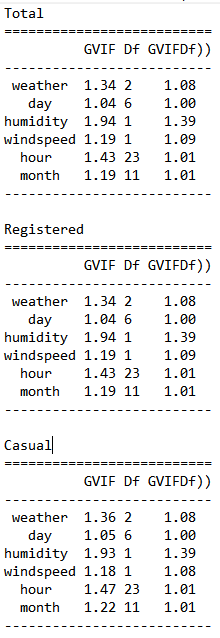 Total
==========================
GVIF Df GVIFDf))
--------------------------
weather 1.34 2 1.08
day 1.04 6 1.00
humidity 1.94 1 1.39
windspeed 1.19 1 1.09
hour 1.43 23 1.01
month 1.19 11 1.01
--------------------------
Registered
==========================
GVIF Df GVIFDf))
--------------------------
weather 1.34 2 1.08
day 1.04 6 1.00
humidity 1.94 1 1.39
windspeed 1.19 1 1.09
hour 1.43 23 1.01
month 1.19 11 1.01
--------------------------
Casual
==========================
GVIF Df GVIFDf))
--------------------------
weather 1.36 2 1.08
day 1.05 6 1.00
humidity 1.93 1 1.39
windspeed 1.18 1 1.08
hour 1.47 23 1.01
month 1.22 11 1.01
--------------------------